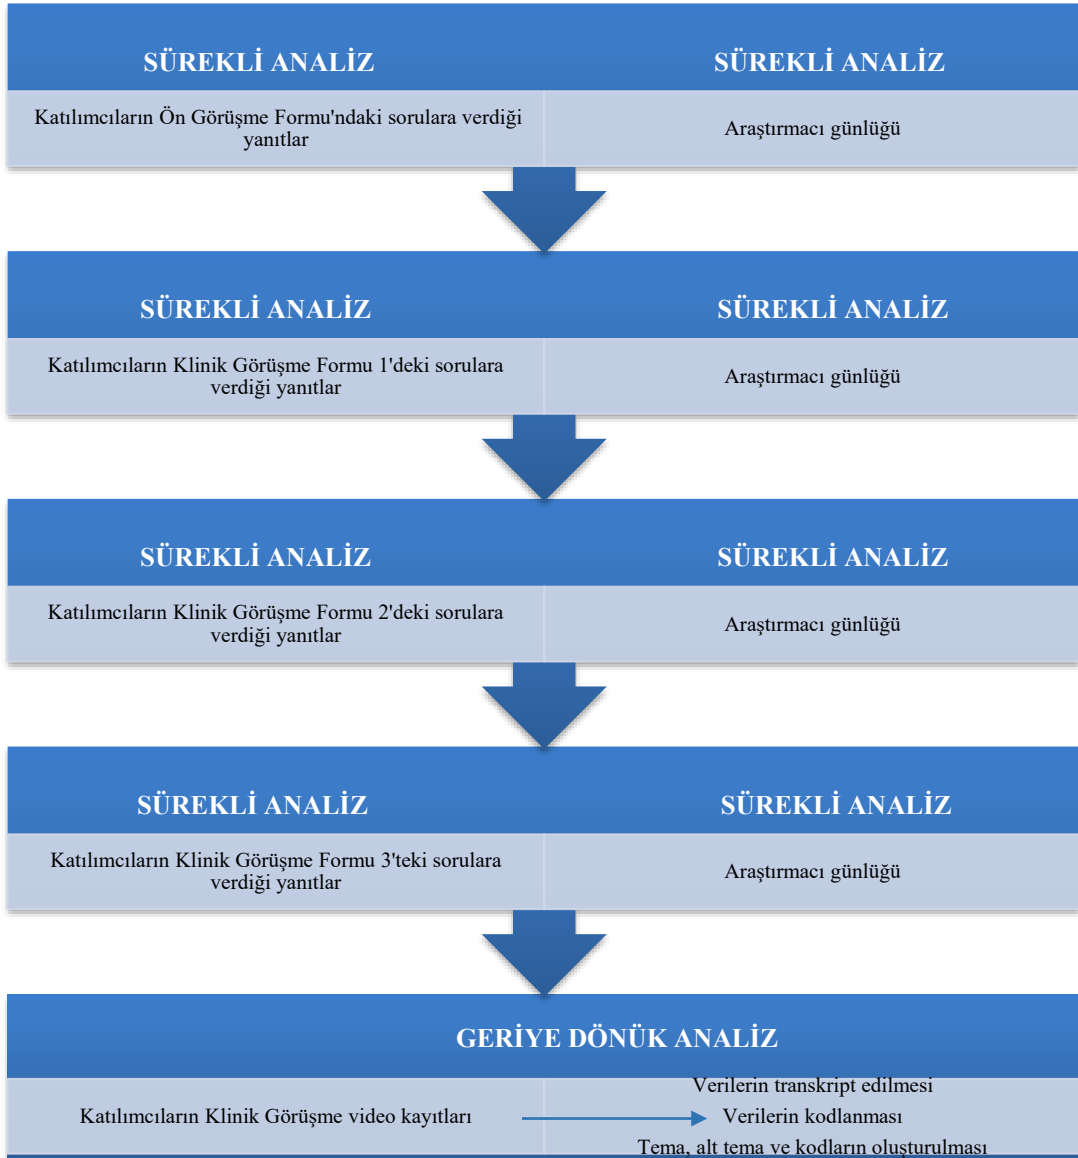 SÜREKLİ ANALİZ
SÜREKLİ ANALİZ
Katılımcıların Ön Görüşme Formu'ndaki sorulara verdiği
yanıtlar
Araştırmacı günlüğü
SÜREKLİ ANALİZ
SÜREKLİ ANALİZ
Katılımcıların Klinik Görüşme Formu 1'deki sorulara
verdiği yanıtlar
Araştırmacı günlüğü
SÜREKLİ ANALİZ
SÜREKLİ ANALİZ
Katılımcıların Klinik Görüşme Formu 2'deki sorulara
verdiği yanıtlar
Araştırmacı günlüğü
SÜREKLİ ANALİZ
SÜREKLİ ANALİZ
Katılımcıların Klinik Görüşme Formu 3'teki sorulara
verdiği yanıtlar
Araştırmacı günlüğü
GERİYE DÖNÜK ANALİZ
Katılımcıların Klinik Görüşme video kayıtları
Verilerin transkript edilmesi
Verilerin kodlanması
Tema, alt tema ve kodların oluşturulması